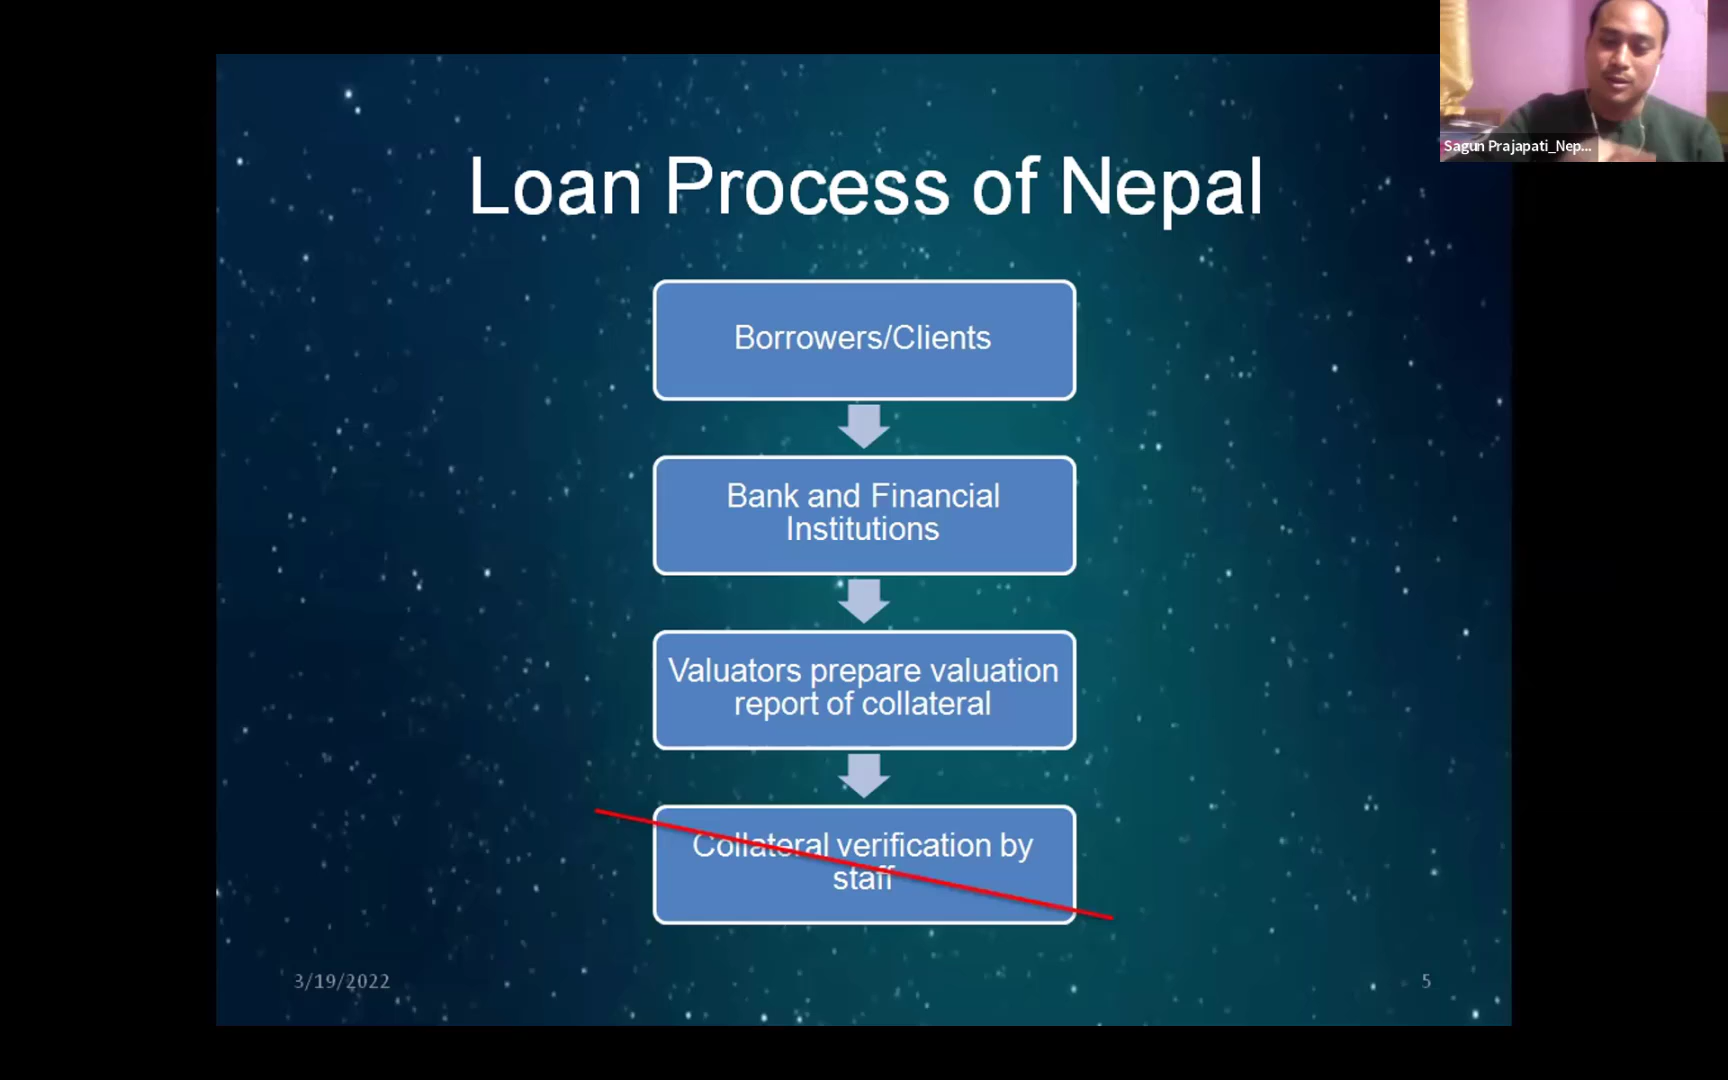 Sagun Prajapati_Nep...
Loan Process of Nepal
Borrowers/Clients
Bank and Financial
Institutions
Valuators prepare valuation
report of collateral
Collateral verification by
staff
3/19/2022
5